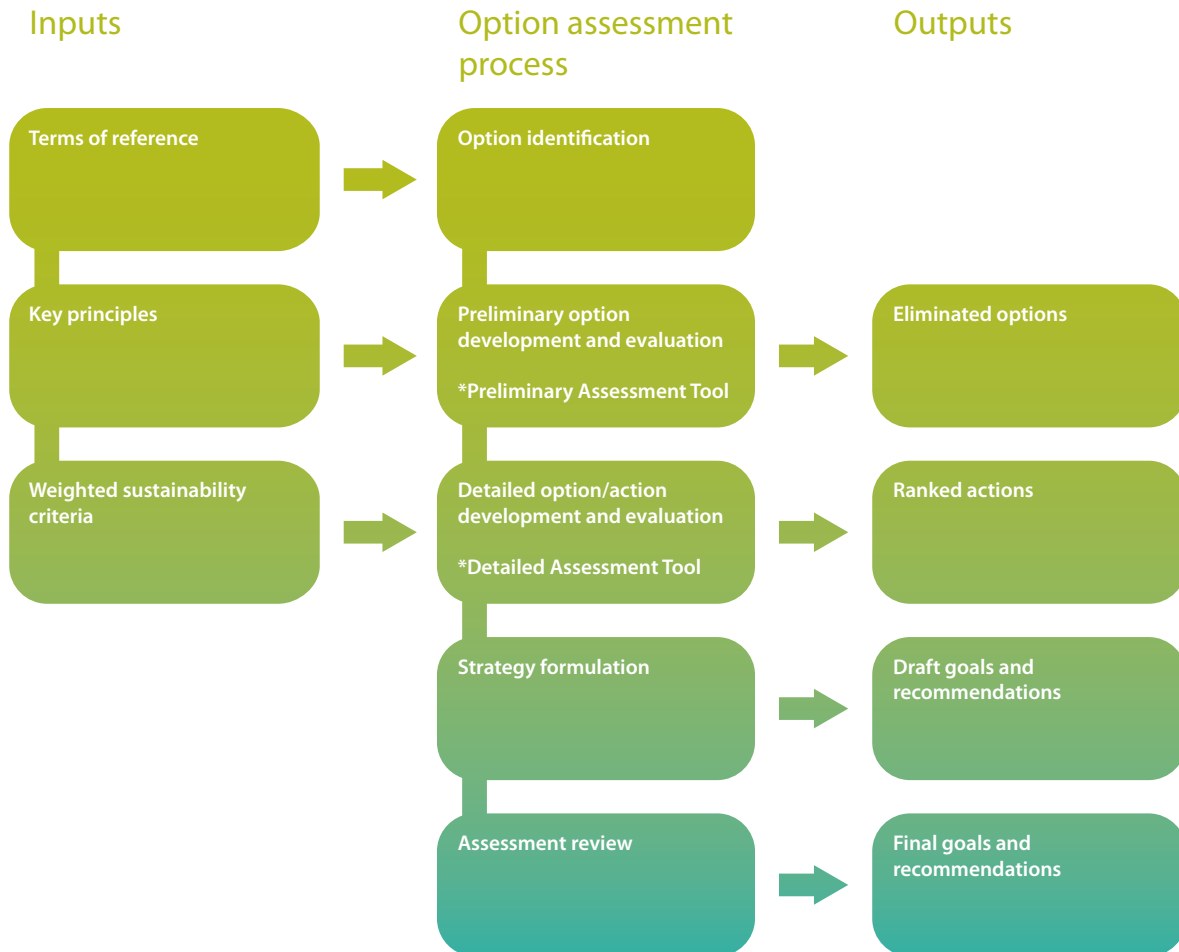 Inputs
Option assessment
process
Outputs
Terms of reference
Option identification
Key principles
Preliminary option
development and evaluation
*Preliminary Assessment Tool
Eliminated options
Weighted sustainability
criteria
Detailed option/action
development and evaluation
*Detailed Assessment Tool
Ranked actions
Strategy formulation
Draft goals and
recommendations
Assessment review
Final goals and
recommendations